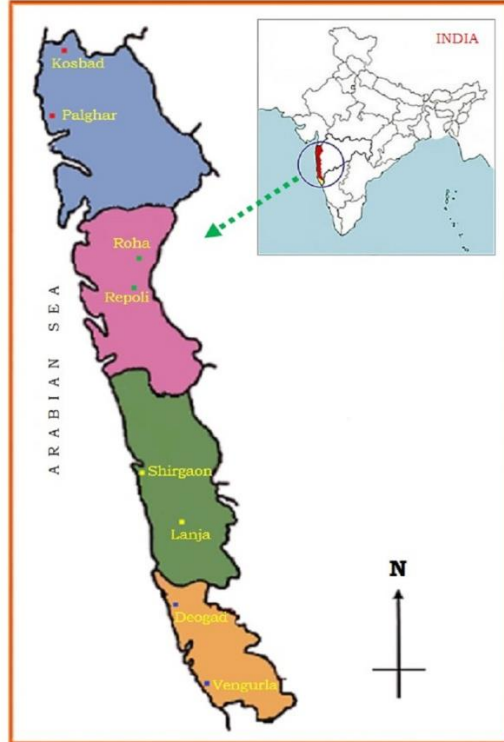 INDIA
Kosbad
Palghar
Roha
Repoli
ARABIAN SEA
Shirgaon
Lanja
N
Deogad
Vengurla